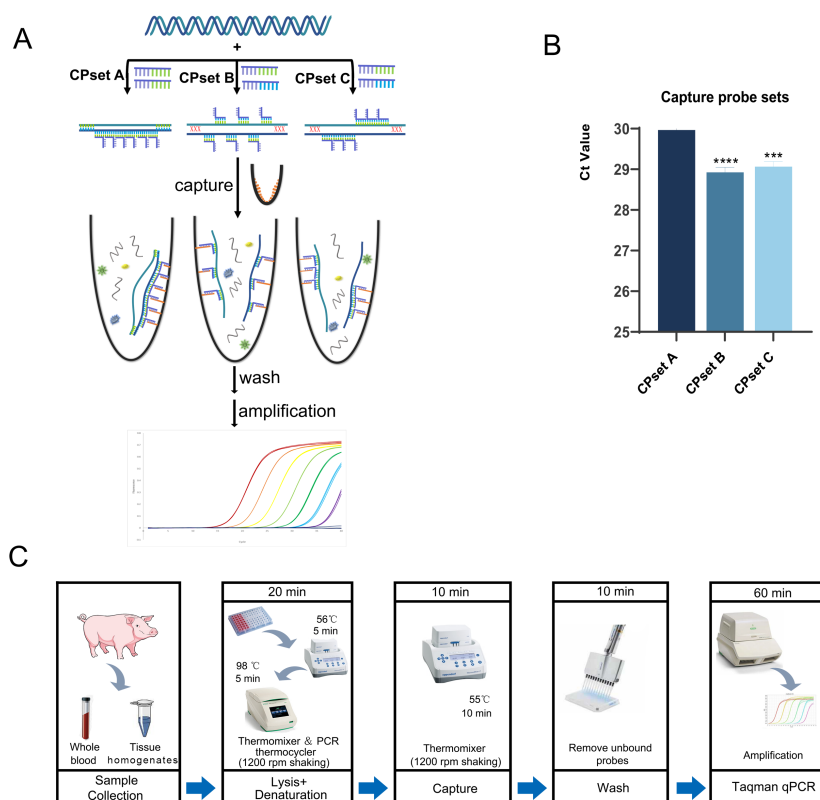 A
+
CPset A
CPset B
CPset C
XXX
XXX
XXX
XXX
capture
wash
amplification
B
Capture probe sets
Ct Value
30
29
28
27
26
25
****
***
CPset A
CPset B
CPset C
C
Whole
blood
Tissue
homogenates
Sample
Collection
20 min
56℃
5 min
98 ℃
5 min
Thermomixer & PCR
thermocycler
(1200 rpm shaking)
Lysis+
Denaturation
10 min
55℃
10 min
Thermomixer
(1200 rpm shaking)
Capture
10 min
Remove unbound
probes
Wash
60 min
Amplification
Taqman qPCR